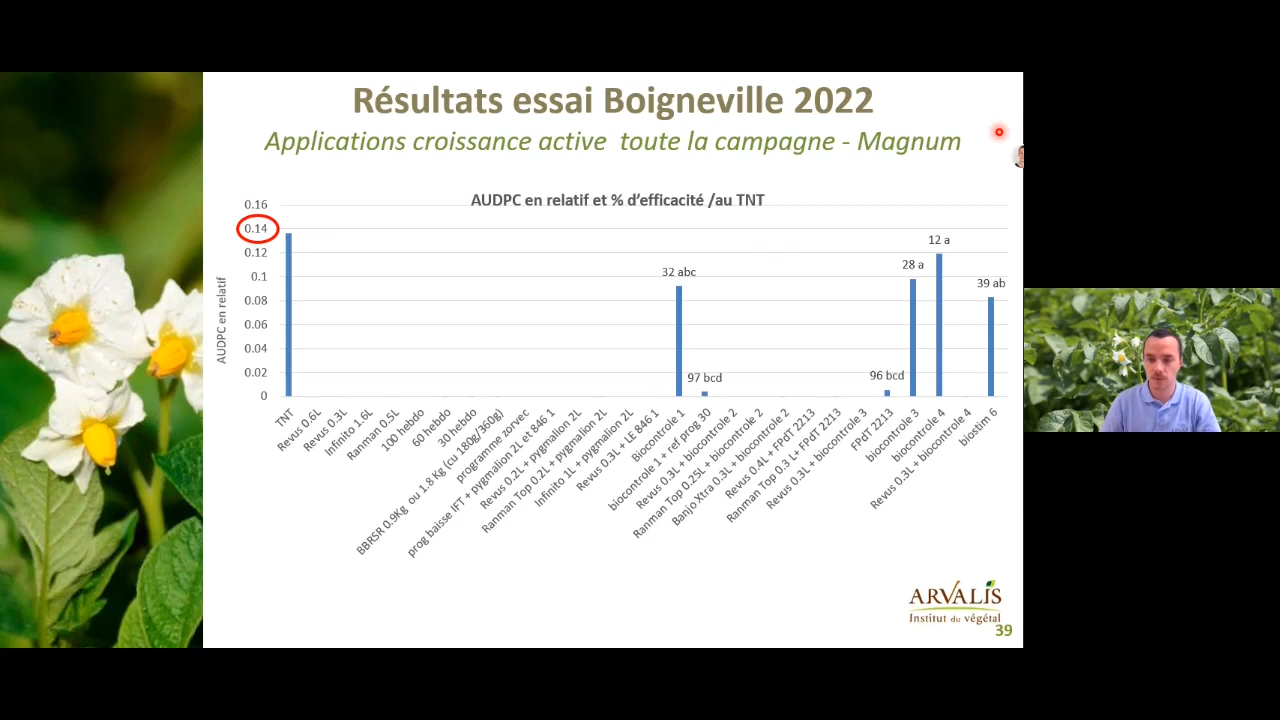 Résultats essai Boigneville 2022
Applications croissance active toute la campagne - Magnum
AUDPC en relatif et % d'efficacité /au TNT
AUDPC en relatif
0.16
0.14
0.12
0.1
0.08
0.06
0.04
0.02
0
32 abc
97 bcd
96 bcd
28 a
12 a
39 ab
TNT
Revus 0.6L
Revus 0.3L
Infinito 1.6L
Ranman 0.5L
100 hebdo
60 hebdo
30 hebdo
BBRSR 0.9Kg ou 1.8 Kg (cu 180g/360g)
programme zorvec
prog baisse IFT + pygmalion 2L et 846 1
Revus 0.2L + pygmalion 2L
Ranman Top 0.2L + pygmalion 2L
Infinito 1L + pygmalion 2L
Revus 0.3L + LE 846 1
Biocontrole 1
biocontrole 1 + ref prog 30
Revus 0.3L + biocontrole 2
Ranman Top 0.25L + biocontrole 2
Banjo Xtra 0.3L + biocontrole 2
Revus 0.4L + FPdT 2213
Ranman Top 0.3 L+ FPdT 2213
Revus 0.3L + biocontrole 3
FPdT 2213
biocontrole 3
biocontrole 4
Revus 0.3L + biocontrole 4
biostim 6
ARVALIS
Institut du végétal
39